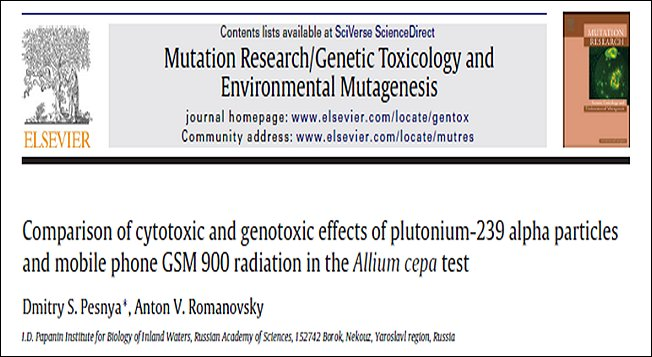 Contents lists available at SciVerse ScienceDirect
Mutation Research/Genetic Toxicology and
Environmental Mutagenesis
journal homepage: www.elsevier.com/locate/gentox
Community address: www.elsevier.com/locate/mutres
ELSEVIER
MUTATION
RESEARCH
Comparison of cytotoxic and genotoxic effects of plutonium-239 alpha particles
and mobile phone GSM 900 radiation in the Allium cepa test
Dmitry S. Pesnya*, Anton V. Romanovsky
I.D. Papanin Institute for Biology of Inland Waters, Russian Academy of Sciences, 152742 Borok, Nekouz, Yaroslavl region, Russia